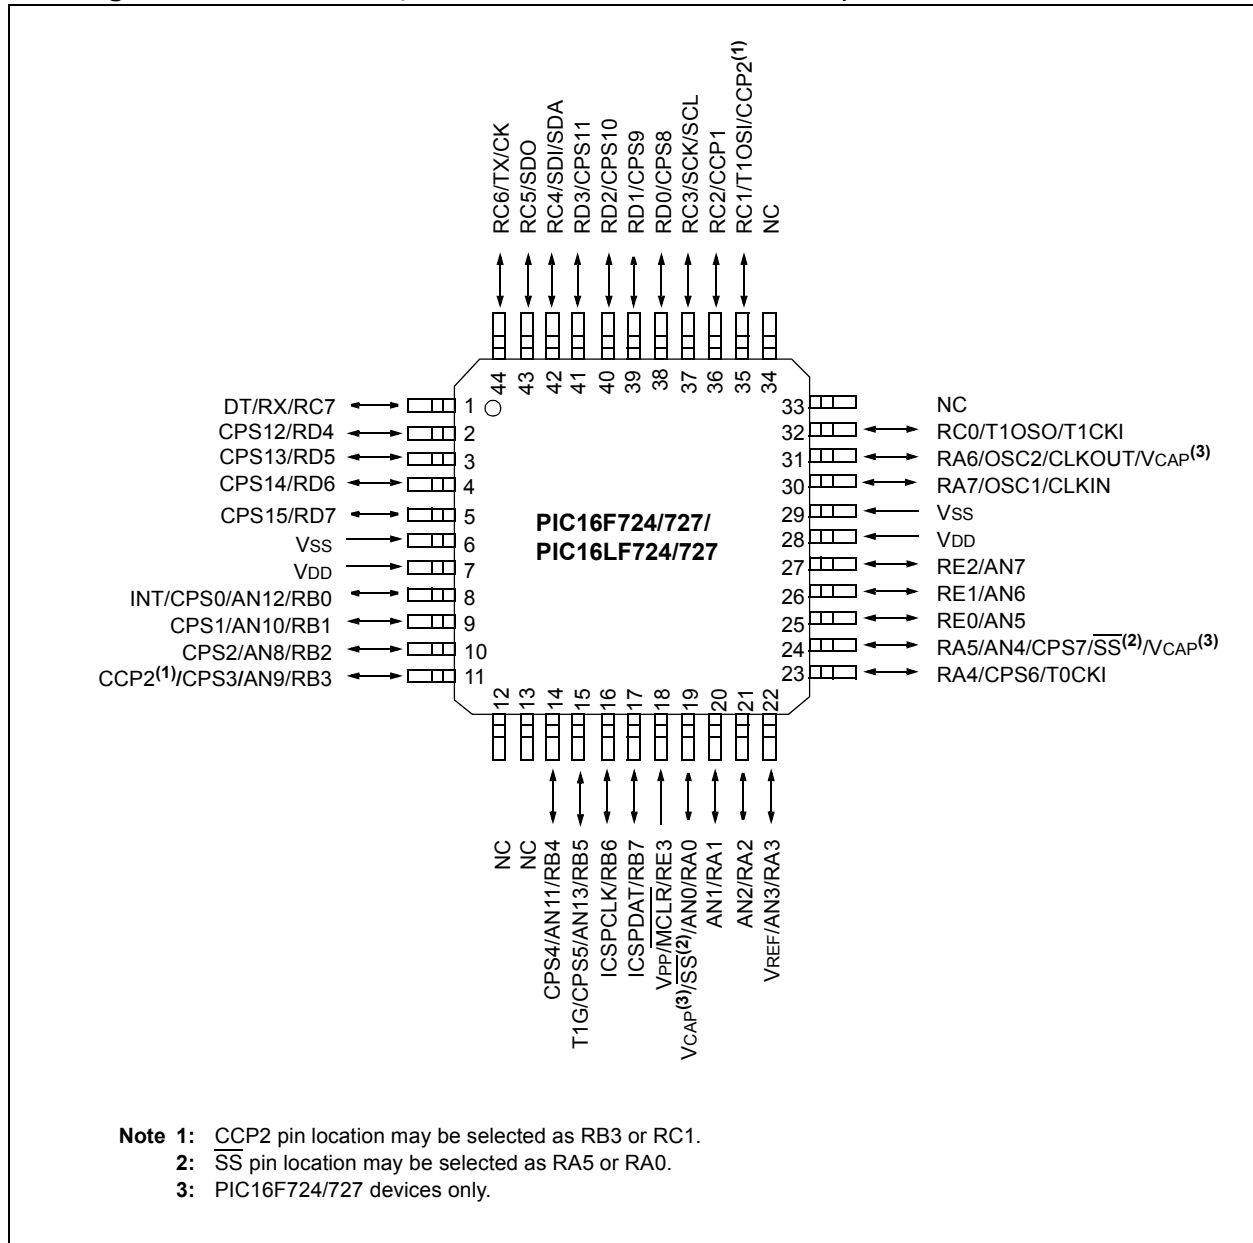 RC6/TX/CK
RC5/SDO
RC4/SDI/SDA
RD3/CPS11
RD2/CPS10
RD1/CPS9
RD0/CPS8
RC3/SCK/SCL
RC2/CCP1
RC1/T1OSI/CCP2(1)
NC
44
43
42
41
40
39
38
37
36
35
34
DT/RX/RC7 1
CPS12/RD4 2
CPS13/RD5 3
CPS14/RD6 4
CPS15/RD7 5
VSS 6
VDD 7
INT/CPS0/AN12/RB0 8
CPS1/AN10/RB1 9
CPS2/AN8/RB2 10
CCP2(1)/CPS3/AN9/RB3 11
PIC16F724/727/
PIC16LF724/727
33 NC
32 RC0/T1OSO/T1CKI
31 RA6/OSC2/CLKOUT/VCAP(3)
30 RA7/OSC1/CLKIN
29 VSS
28 VDD
27 RE2/AN7
26 RE1/AN6
25 RE0/AN5
24 RA5/AN4/CPS7/SS(2)/VCAP(3)
23 RA4/CPS6/T0CKI
12
13
14
15
16
17
18
19
20
21
22
NC
NC
CPS4/AN11/RB4
T1G/CPS5/AN13/RB5
ICSPCLK/RB6
ICSPDAT/RB7
VPP/MCLR/RE3
VCAP(3)/SS(2)/AN0/RA0
AN1/RA1
AN2/RA2
VREF/AN3/RA3
Note 1: CCP2 pin location may be selected as RB3 or RC1.
2: SS pin location may be selected as RA5 or RA0.
3: PIC16F724/727 devices only.